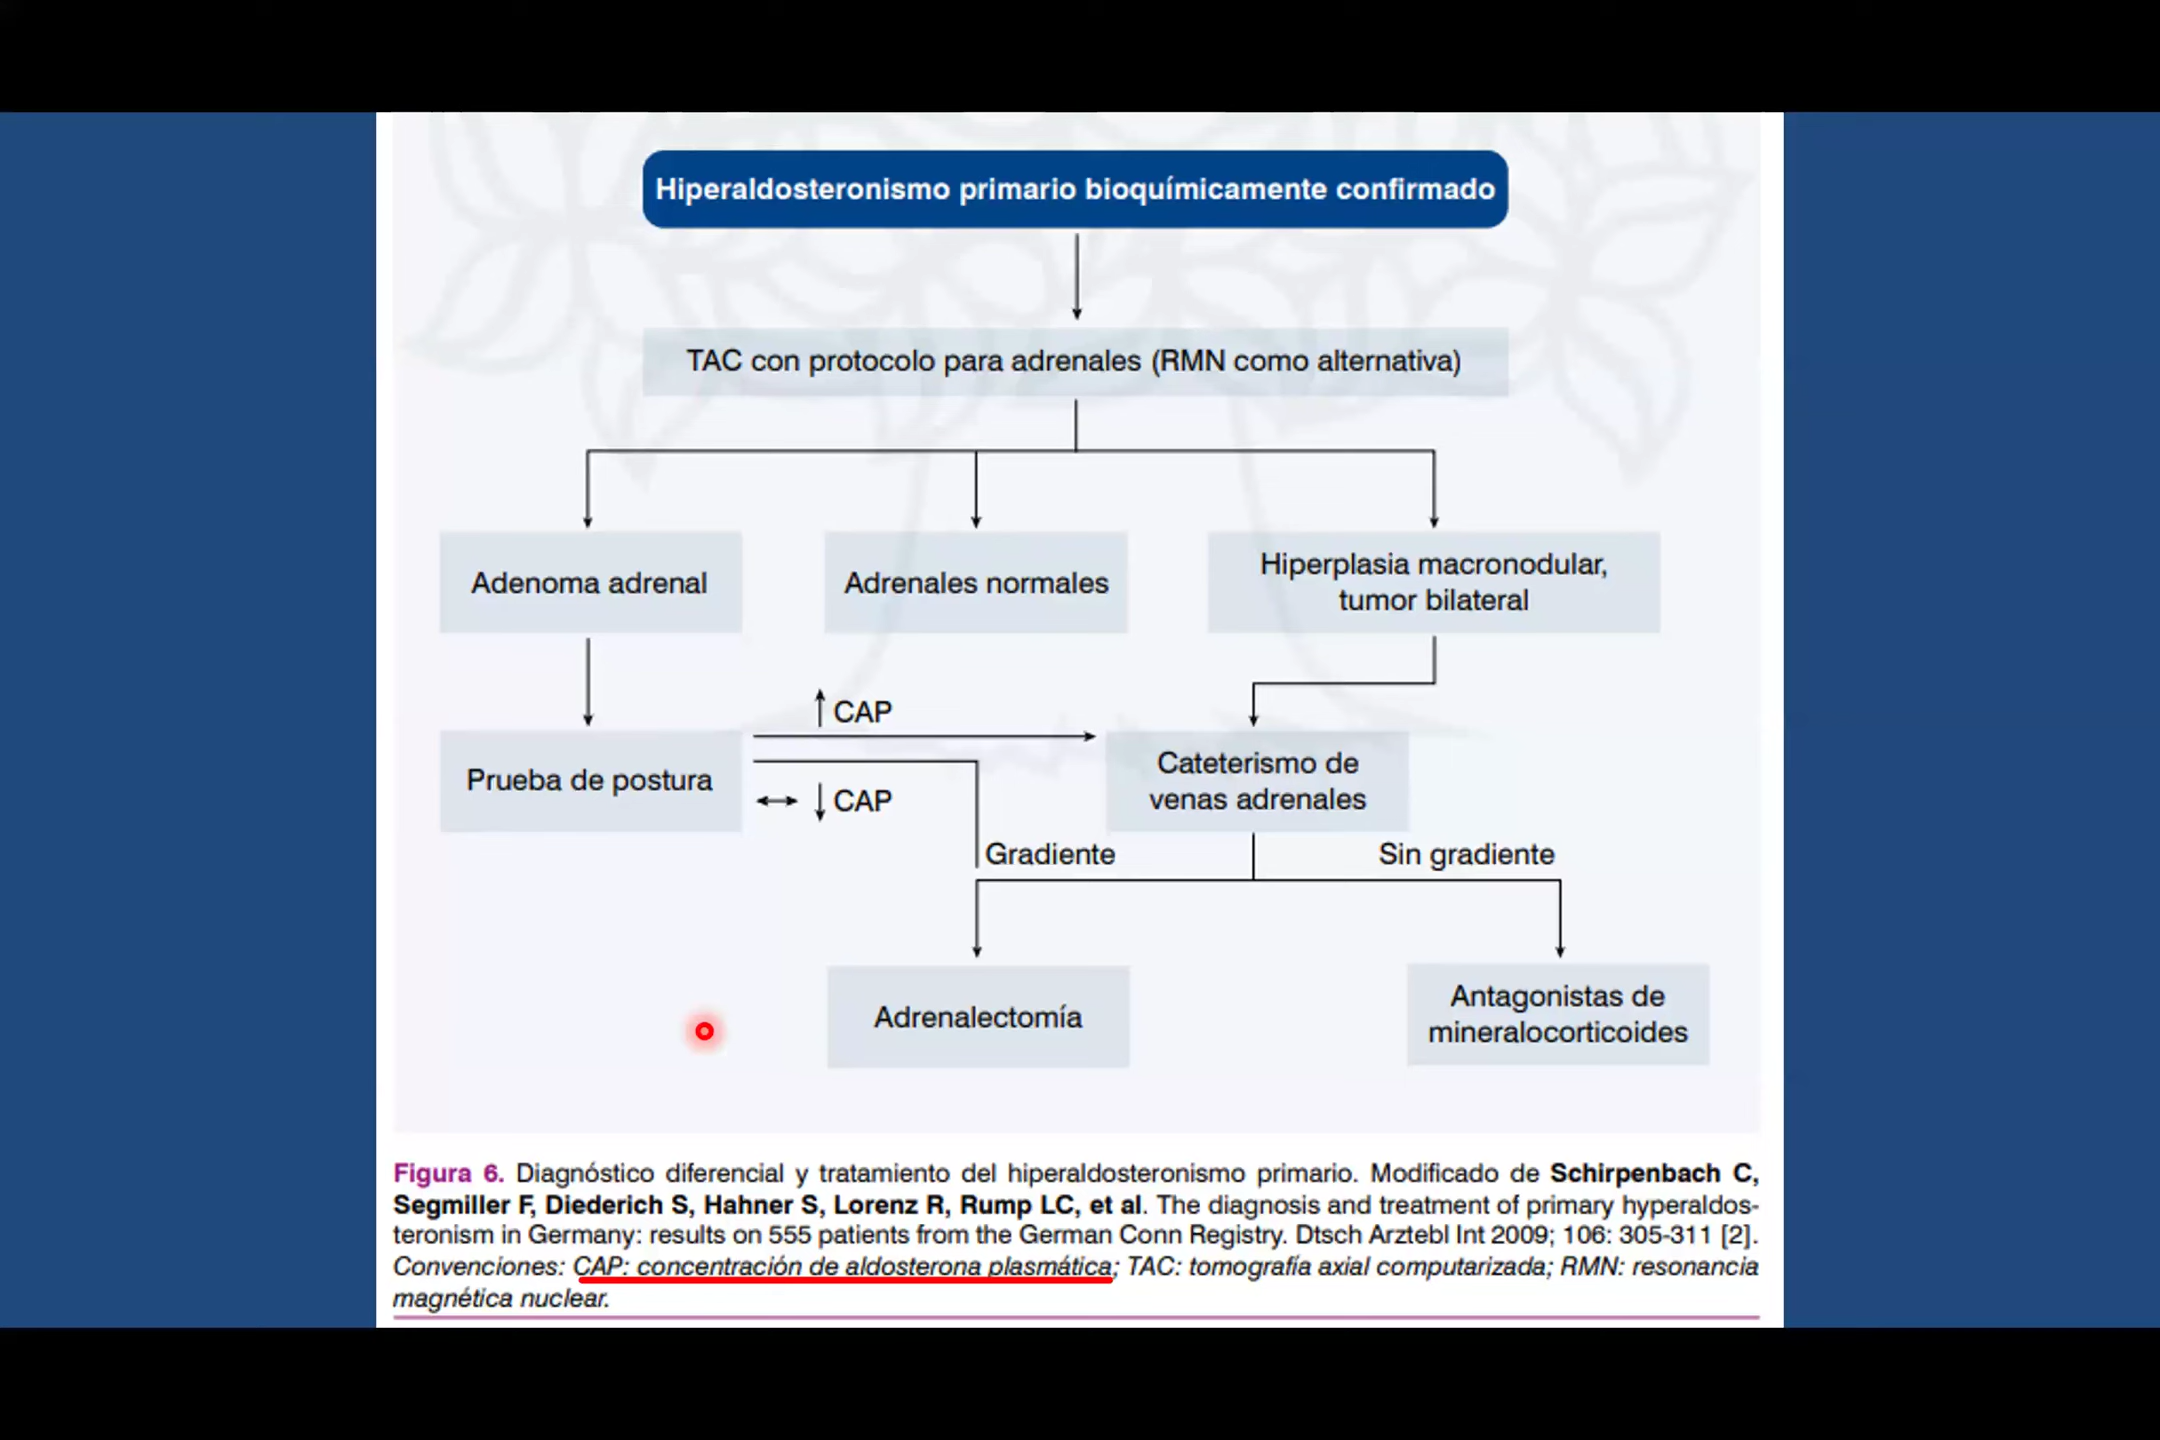 Hiperaldosteronismo primario bioquímicamente confirmado
TAC con protocolo para adrenales (RMN como alternativa)
Adenoma adrenal
Adrenales normales
Hiperplasia macronodular,
tumor bilateral
Prueba de postura
↑ CAP
↔ ↓ CAP
Cateterismo de
venas adrenales
Gradiente
Sin gradiente
Adrenalectomía
Antagonistas de
mineralocorticoides
Figura 6. Diagnóstico diferencial y tratamiento del hiperaldosteronismo primario. Modificado de Schirpenbach C,
Segmiller F, Diederich S, Hahner S, Lorenz R, Rump LC, et al. The diagnosis and treatment of primary hyperaldos-
teronism in Germany: results on 555 patients from the German Conn Registry. Dtsch Arztebl Int 2009; 106: 305-311 [2].
Convenciones: CAP: concentración de aldosterona plasmática; TAC: tomografía axial computarizada; RMN: resonancia
magnética nuclear.